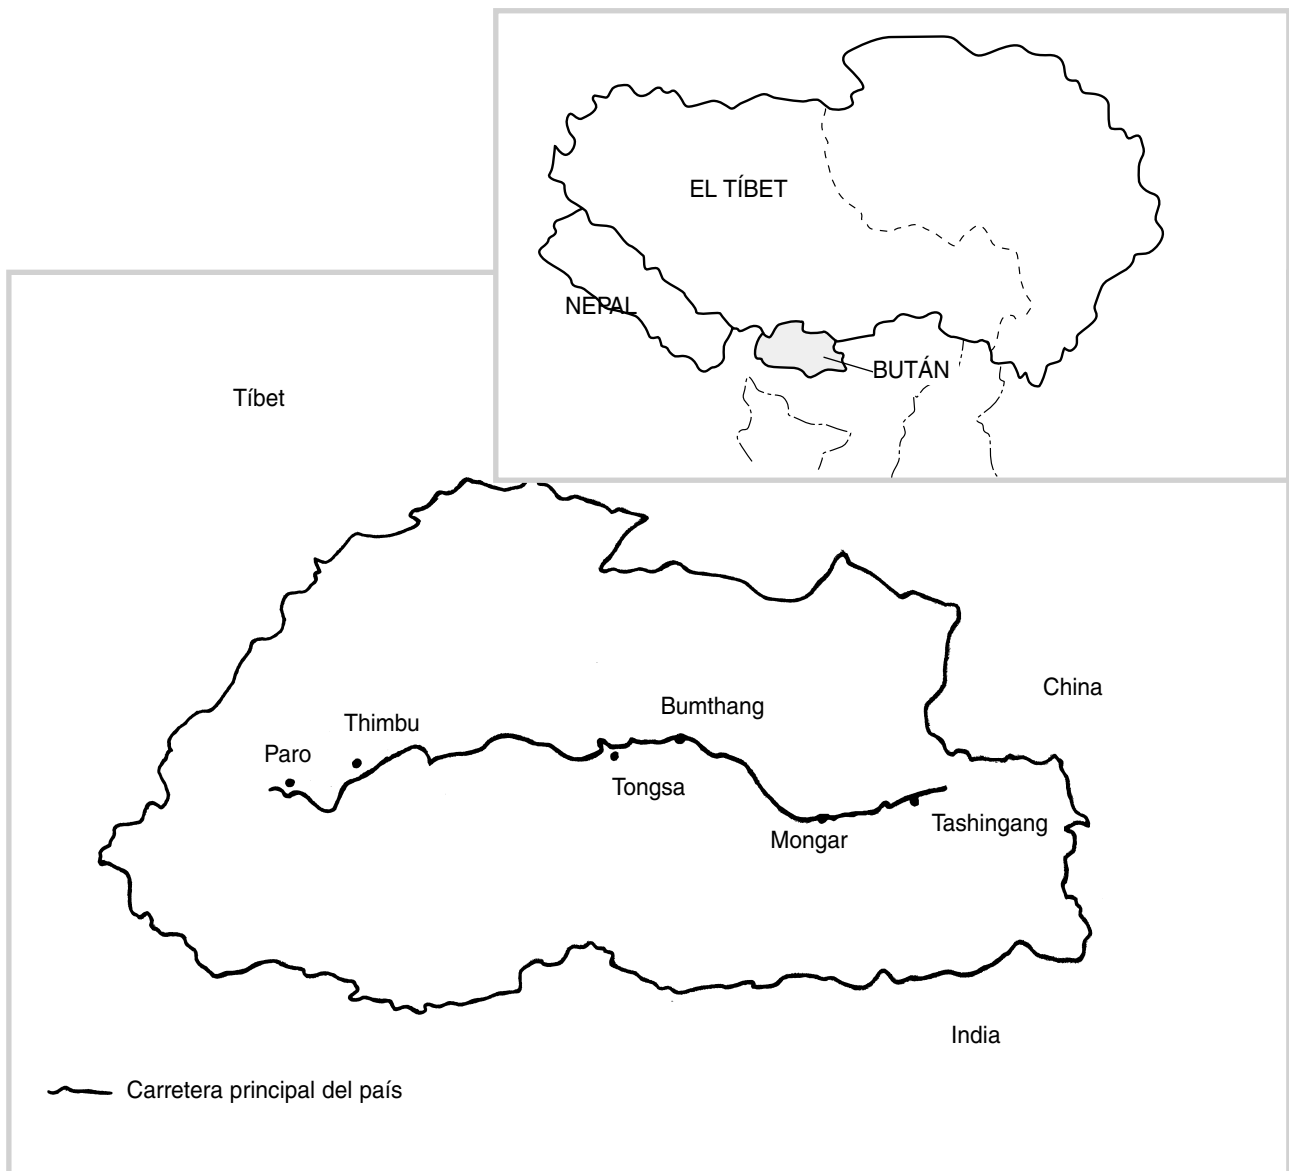 EL TÍBET
NEPAL
BUTÁN
Tíbet
China
Bumthang
Thimbu
Paro
Tongsa
Tashingang
Mongar
India
Carretera principal del país